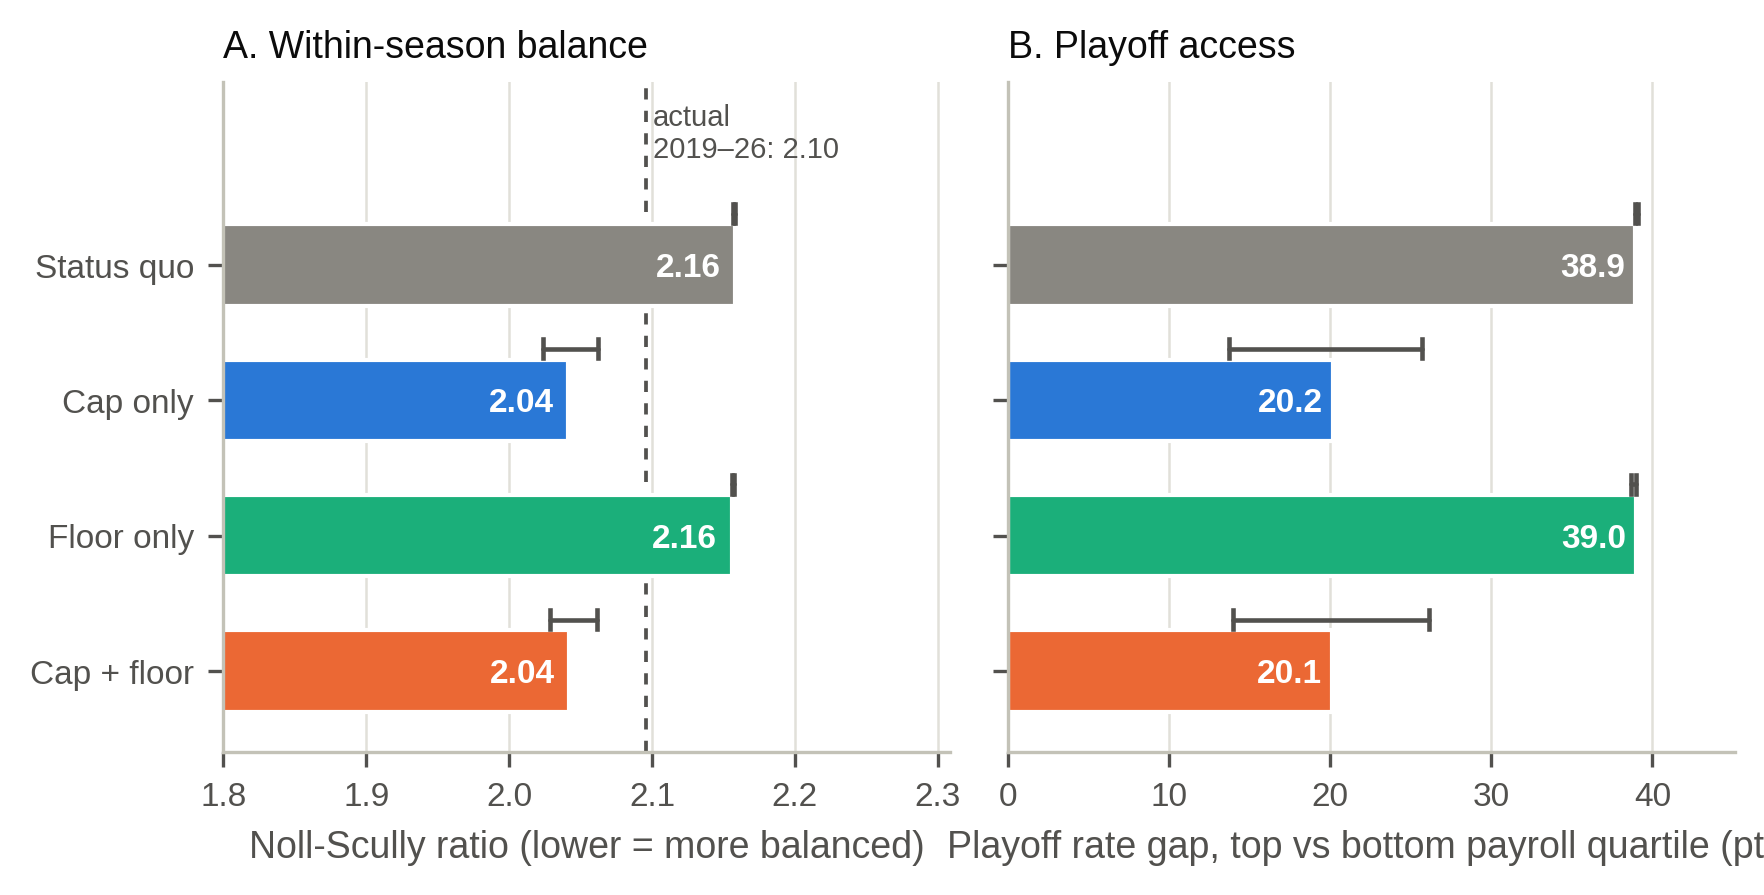 A. Within-season balance
B. Playoff access
actual
2019–26: 2.10
Status quo
2.16
38.9
Cap only
2.04
20.2
Floor only
2.16
39.0
Cap + floor
2.04
20.1
1.8 1.9 2.0 2.1 2.2 2.3
0 10 20 30 40
Noll-Scully ratio (lower = more balanced)
Playoff rate gap, top vs bottom payroll quartile (pt